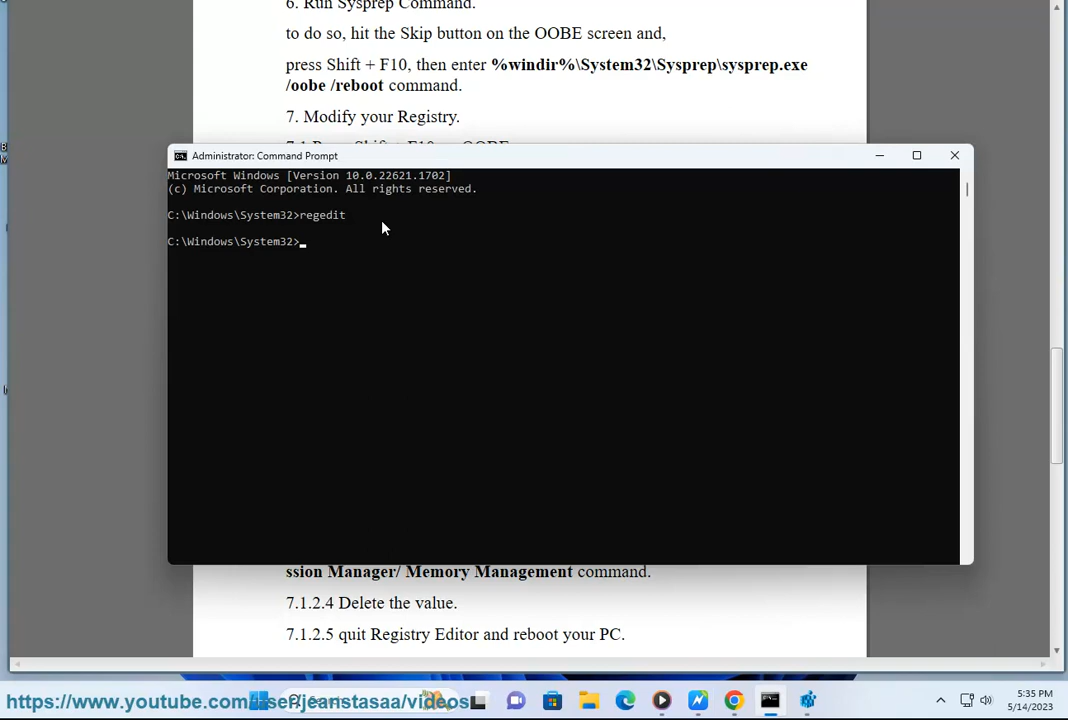 6. Run Sysprep Command.
to do so, hit the Skip button on the OOBE screen and,
press Shift + F10, then enter %windir%\System32\Sysprep\sysprep.exe
/oobe /reboot command.
7. Modify your Registry.
Administrator: Command Prompt
Microsoft Windows [Version 10.0.22621.1702]
(c) Microsoft Corporation. All rights reserved.
C:\Windows\System32>regedit
C:\Windows\System32>
ssion Manager/ Memory Management command.
7.1.2.4 Delete the value.
7.1.2.5 quit Registry Editor and reboot your PC.
5:35 PM
5/14/2023